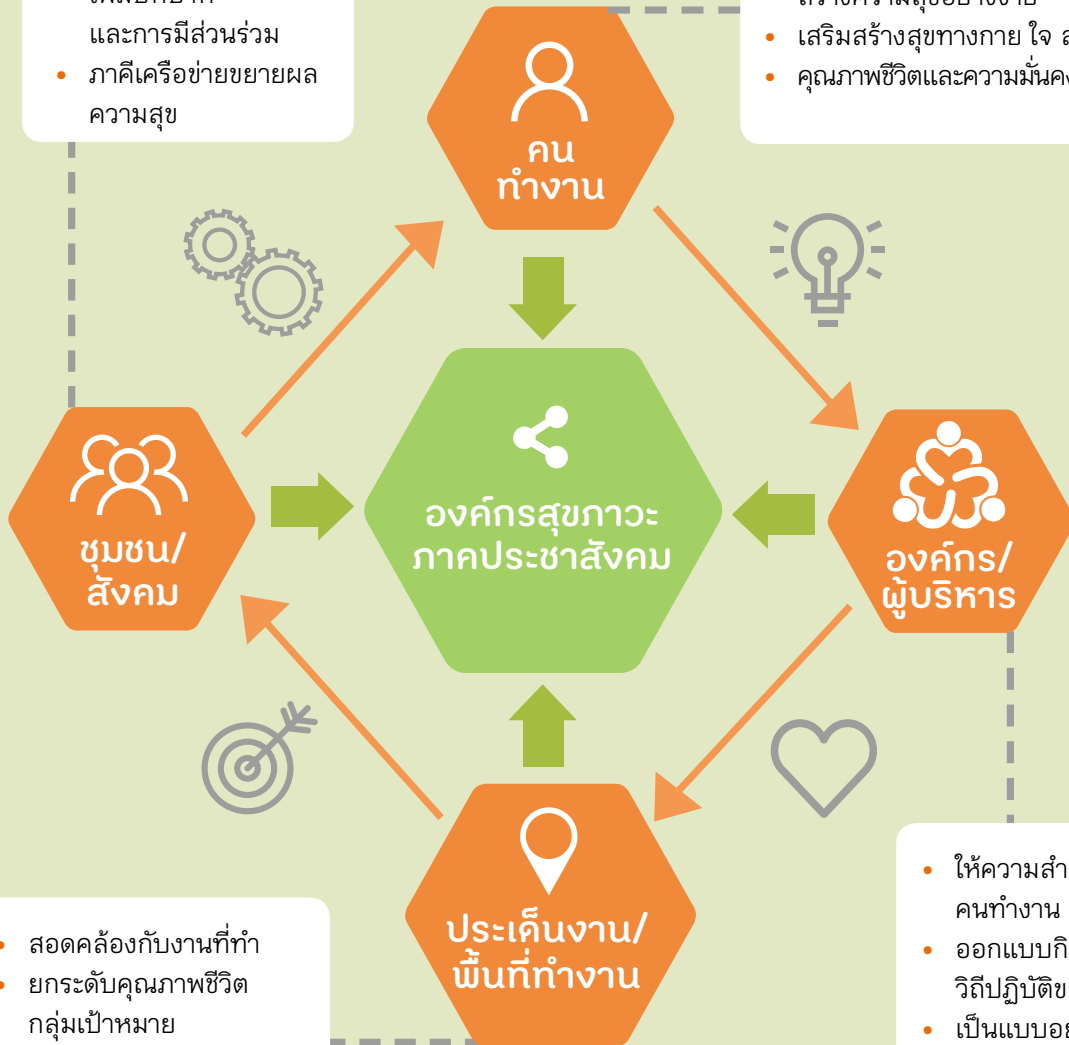 และการมีส่วนร่วม
• ภาคีเครือข่ายขยายผล
ความสุข
• เสริมสร้างสุขทางกาย ใจ
• คุณภาพชีวิตและความมั่นคง
คน
ทำงาน
ชุมชน/
สังคม
องค์กรสุขภาวะ
ภาคประชาสังคม
องค์กร/
ผู้บริหาร
ประเด็นงาน/
พื้นที่ทำงาน
• สอดคล้องกับงานที่ทำ
• ยกระดับคุณภาพชีวิต
กลุ่มเป้าหมาย
• ให้ความสำ
คนทำงาน
• ออกแบบกิ
วิถีปฏิบัติ
• เป็นแบบ